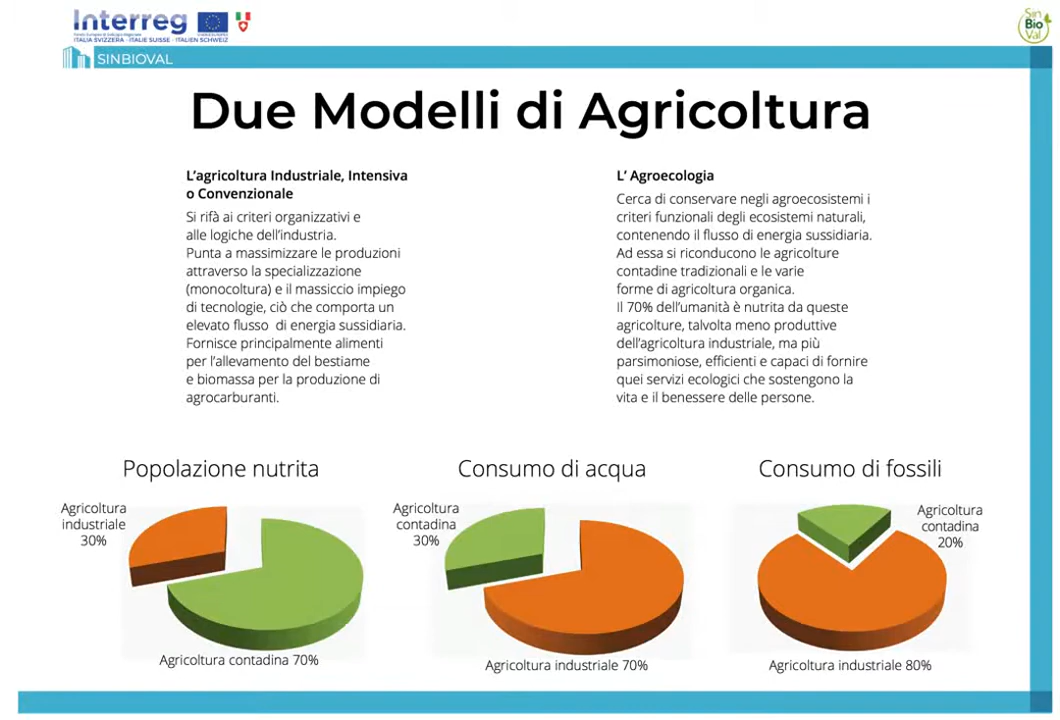 Interreg
ITALIA SVIZZERA · ITALIE SUISSE · ITALIEN SCHWEIZ
Sin
Bio
Val
SINBIOVAL
Due Modelli di Agricoltura
L'agricoltura Industriale, Intensiva
o Convenzionale
Si rifà ai criteri organizzativi e
alle logiche dell'industria.
Punta a massimizzare le produzioni
attraverso la specializzazione
(monocoltura) e il massiccio impiego
di tecnologie, ciò che comporta un
elevato flusso di energia sussidiaria.
Fornisce principalmente alimenti
per l'allevamento del bestiame
e biomassa per la produzione di
agrocarburanti.
L' Agroecologia
Cerca di conservare negli agroecosistemi i
criteri funzionali degli ecosistemi naturali,
contenendo il flusso di energia sussidiaria.
Ad essa si riconducono le agricolture
contadine tradizionali e le varie
forme di agricoltura organica.
Il 70% dell'umanità è nutrita da queste
agricolture, talvolta meno produttive
dell'agricoltura industriale, ma più
parsimoniose, efficienti e capaci di fornire
quei servizi ecologici che sostengono la
vita e il benessere delle persone.
Popolazione nutrita
Agricoltura
industriale
30%
Agricoltura contadina 70%
Consumo di acqua
Agricoltura
contadina
30%
Agricoltura industriale 70%
Consumo di fossili
Agricoltura
contadina
20%
Agricoltura industriale 80%